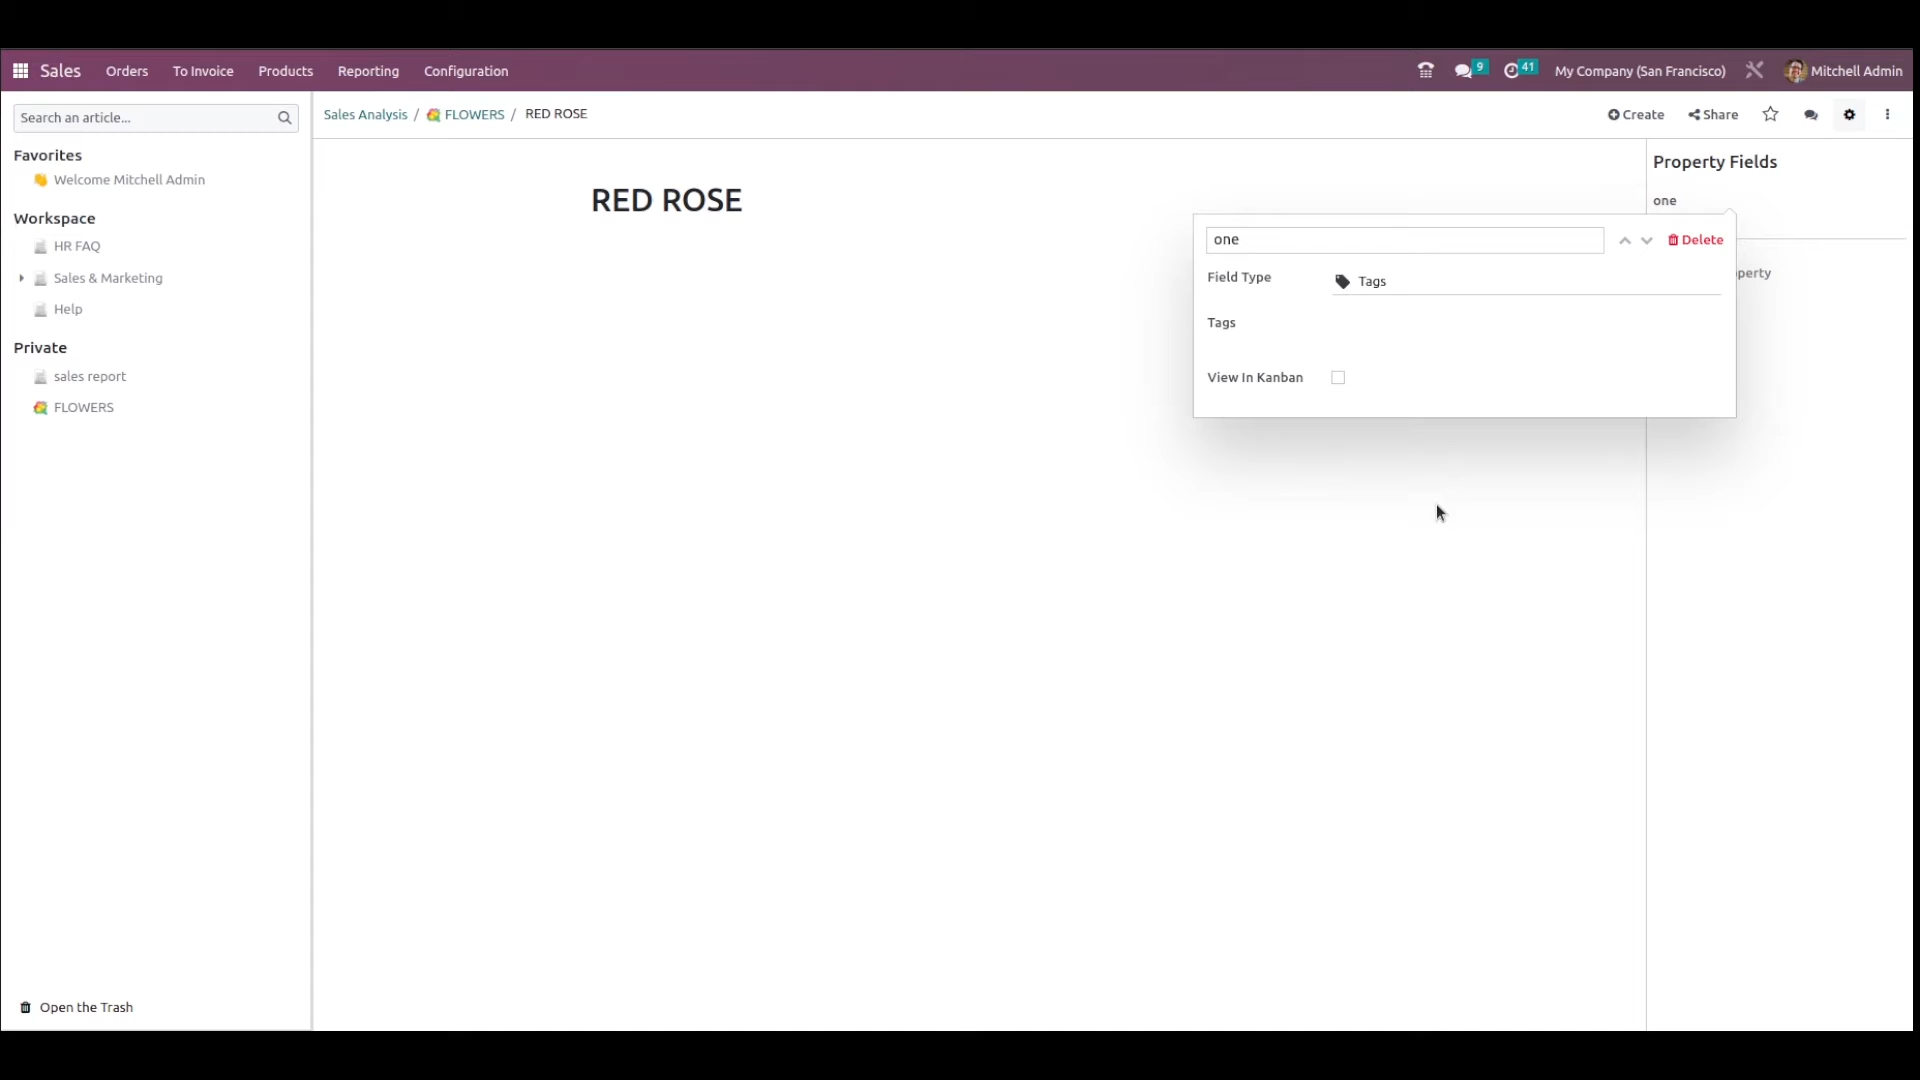 Sales Orders To Invoice Products Reporting Configuration 9 41 My Company (San Francisco) Mitchell Admin
Search an article...
Sales Analysis / FLOWERS / RED ROSE
Create Share
Favorites
Welcome Mitchell Admin
Workspace
HR FAQ
Sales & Marketing
Help
Private
sales report
FLOWERS
Open the Trash
RED ROSE
Property Fields
one
one Delete
Field Type Tags
perty
Tags
View In Kanban